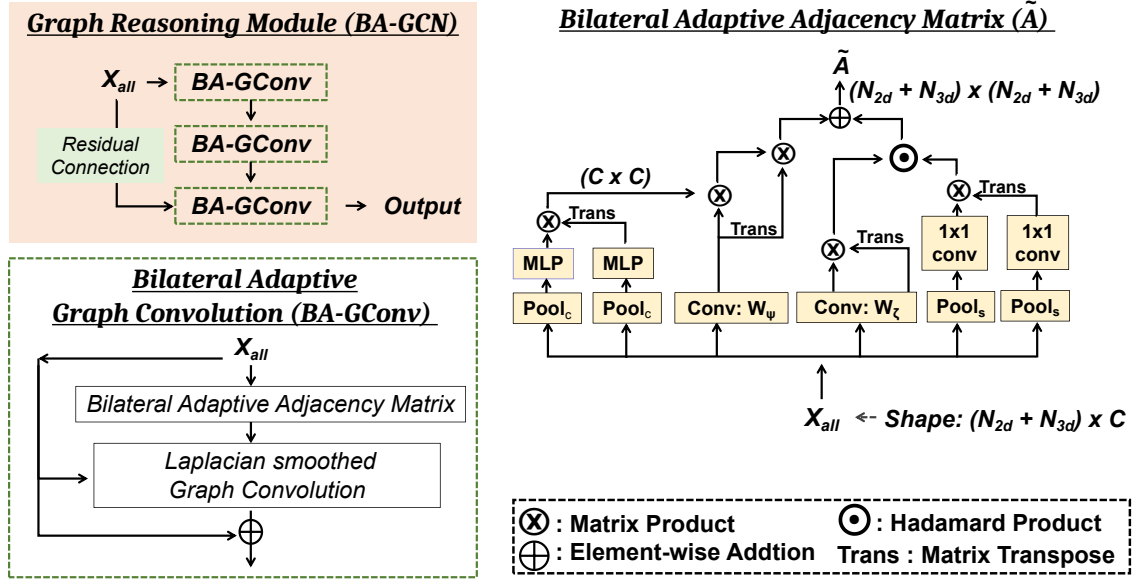 Graph Reasoning Module (BA-GCN)
X_all
BA-GConv
Residual
Connection
BA-GConv
BA-GConv
Output
Bilateral Adaptive
Graph Convolution (BA-GConv)
X_all
Bilateral Adaptive Adjacency Matrix
Laplacian smoothed
Graph Convolution
Bilateral Adaptive Adjacency Matrix (Ã)
Ã
(N_2d + N_3d) x (N_2d + N_3d)
(C x C)
Trans
Trans
Trans
Trans
MLP
MLP
1x1
conv
1x1
conv
Pool_c
Pool_c
Conv: W_ψ
Conv: W_ζ
Pool_s
Pool_s
X_all
Shape: (N_2d + N_3d) x C
: Matrix Product
: Hadamard Product
: Element-wise Addtion
Trans : Matrix Transpose